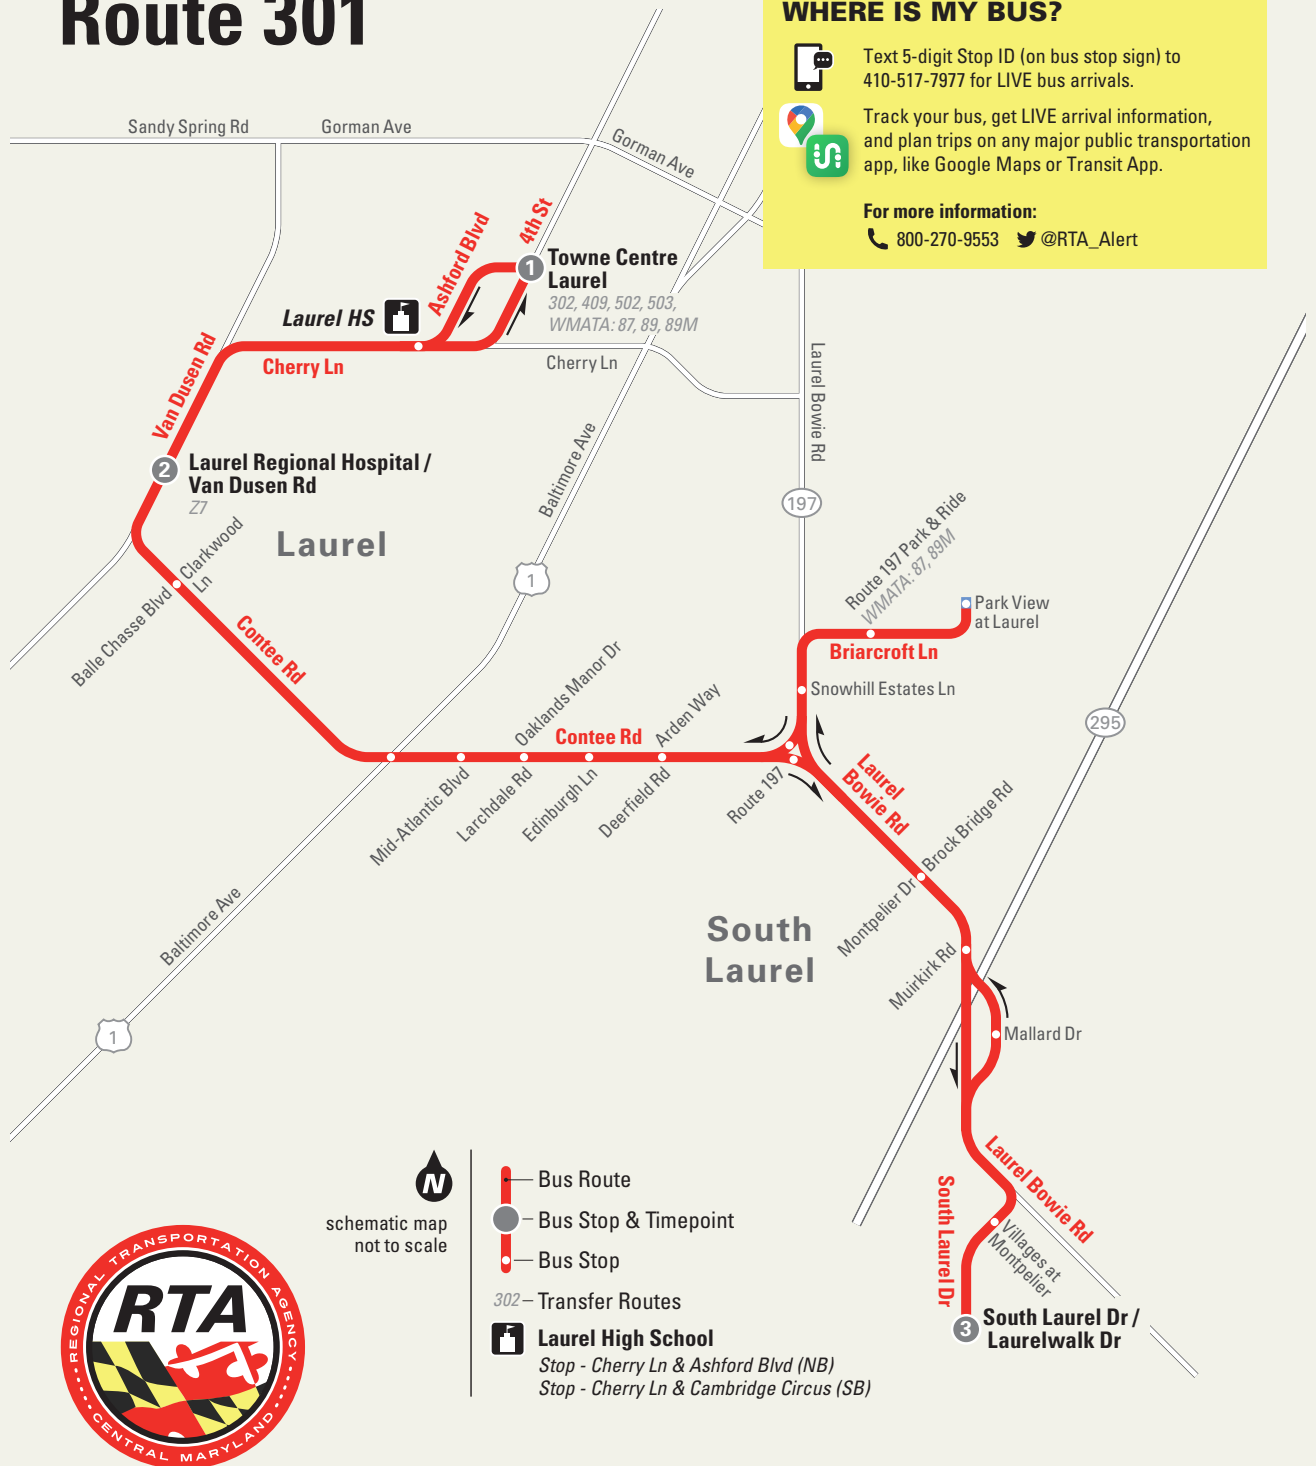 Route 301
WHERE IS MY BUS?
Text 5-digit Stop ID (on bus stop sign) to
410-517-7977 for LIVE bus arrivals.
Track your bus, get LIVE arrival information,
and plan trips on any major public transportation
app, like Google Maps or Transit App.
For more information:
800-270-9553 @RTA_Alert
Sandy Spring Rd
Gorman Ave
Gorman Ave
Ashford Blvd
4th St
1
Towne Centre
Laurel
302, 409, 502, 503,
WMATA: 87, 89, 89M
Laurel HS
Cherry Ln
Cherry Ln
Van Dusen Rd
Laurel Bowie Rd
Baltimore Ave
2
Laurel Regional Hospital /
Van Dusen Rd
Z7
Laurel
197
1
Clarkwood
Ln
Balle Chasse Blvd
Contee Rd
Route 197 Park & Ride
WMATA: 87, 89M
Park View
at Laurel
Briarcroft Ln
Snowhill Estates Ln
295
Oaklands Manor Dr
Contee Rd
Arden Way
Mid-Atlantic Blvd
Larchdale Rd
Edinburgh Ln
Deerfield Rd
Route 197
Laurel
Bowie Rd
Brock Bridge Rd
Montpelier Dr
Baltimore Ave
South
Laurel
Muirkirk Rd
Mallard Dr
1
Laurel Bowie Rd
South Laurel Dr
Villages at
Montpelier
3
South Laurel Dr /
Laurelwalk Dr
N
schematic map
not to scale
Bus Route
Bus Stop & Timepoint
Bus Stop
302
Transfer Routes
Laurel High School
Stop - Cherry Ln & Ashford Blvd (NB)
Stop - Cherry Ln & Cambridge Circus (SB)
REGIONAL TRANSPORTATION AGENCY
RTA
CENTRAL MARYLAND